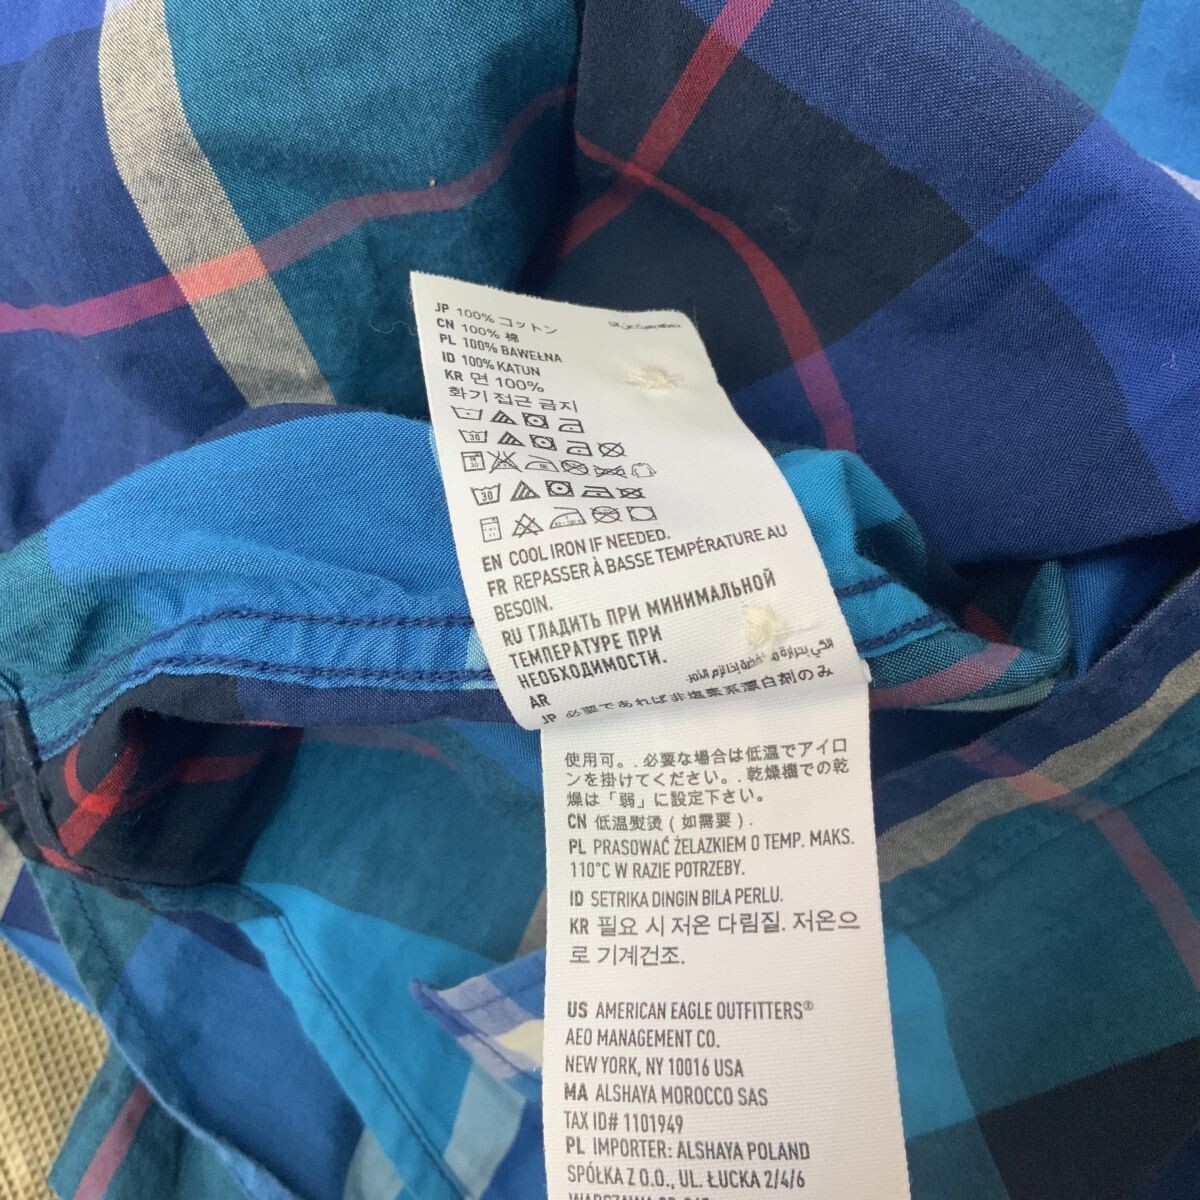 JP 100% コットン
CN 100% 棉
PL 100% BAWEŁNA
ID 100% KATUN
KR 면 100%
화기 접근 금지
30
30
EN COOL IRON IF NEEDED.
FR REPASSER À BASSE TEMPÉRATURE AU
BESOIN.
RU ГЛАДИТЬ ПРИ МИНИМАЛЬНОЙ
ТЕМПЕРАТУРЕ ПРИ
НЕОБХОДИМОСТИ.
AR
JP 必要であれば非塩素系漂白剤のみ
使用可。. 必要な場合は低温でアイロ
ンを掛けてください。. 乾燥機での乾
燥は「弱」に設定下さい。
CN 低温熨烫 ( 如需要 ) .
PL PRASOWAĆ ŻELAZKIEM O TEMP. MAKS.
110°C W RAZIE POTRZEBY.
ID SETRIKA DINGIN BILA PERLU.
KR 필요 시 저온 다림질. 저온으
로 기계건조.
US AMERICAN EAGLE OUTFITTERS®
AEO MANAGEMENT CO.
NEW YORK, NY 10016 USA
MA ALSHAYA MOROCCO SAS
TAX ID# 1101949
PL IMPORTER: ALSHAYA POLAND
SPÓŁKA Z O.O., UL. ŁUCKA 2/4/6